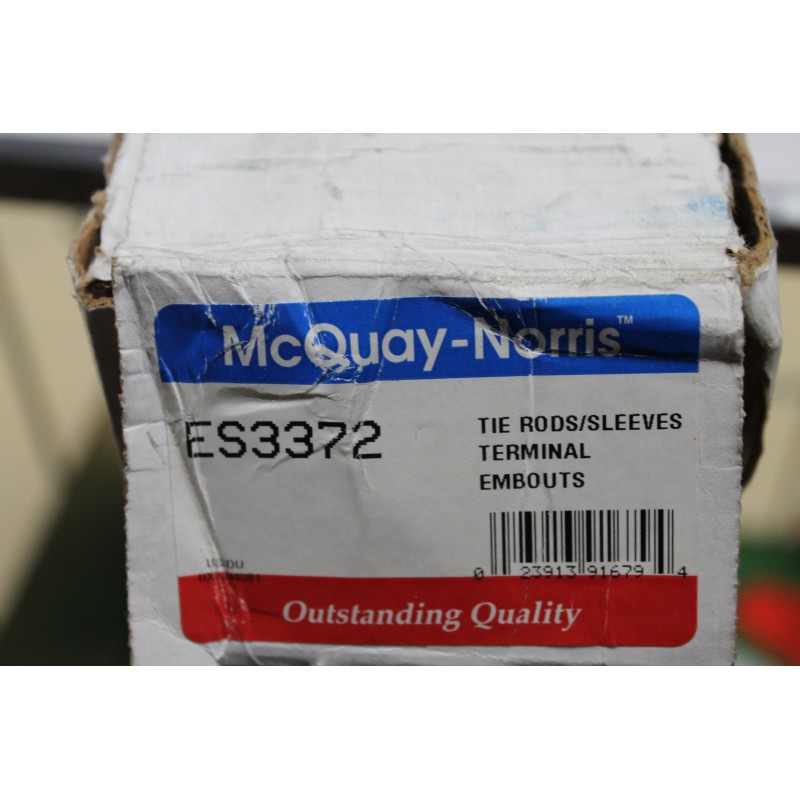 McQuay-Norris™
ES3372
TIE RODS/SLEEVES
TERMINAL
EMBOUTS
0 23913 91679 4
Outstanding Quality